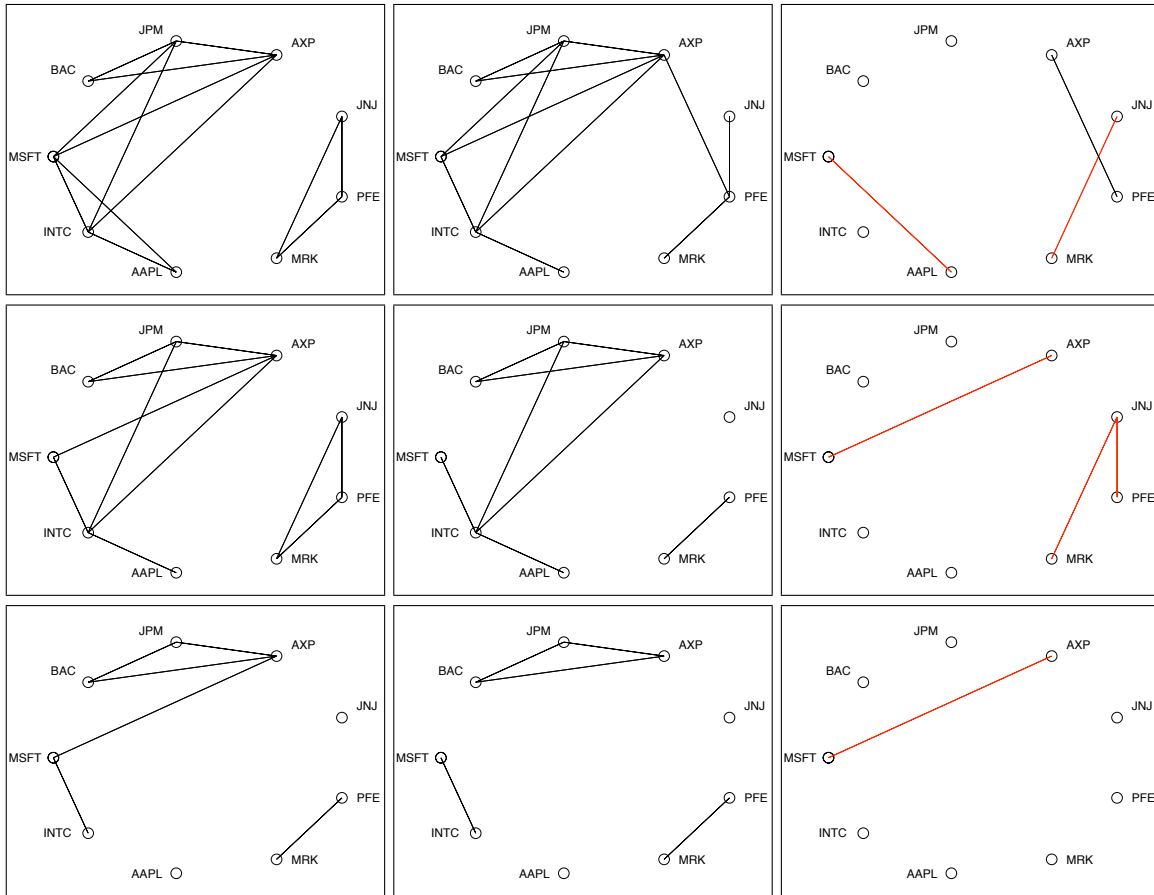 JPM
AXP
BAC
JNJ
MSFT
PFE
INTC
MRK
AAPL
JPM
AXP
BAC
JNJ
MSFT
PFE
INTC
MRK
AAPL
JPM
AXP
BAC
JNJ
MSFT
PFE
INTC
MRK
AAPL
JPM
AXP
BAC
JNJ
MSFT
PFE
INTC
MRK
AAPL
JPM
AXP
BAC
JNJ
MSFT
PFE
INTC
MRK
AAPL
JPM
AXP
BAC
JNJ
MSFT
PFE
INTC
MRK
AAPL
JPM
AXP
BAC
JNJ
MSFT
PFE
INTC
MRK
AAPL
JPM
AXP
BAC
JNJ
MSFT
PFE
INTC
MRK
AAPL
JPM
AXP
BAC
JNJ
MSFT
PFE
INTC
MRK
AAPL